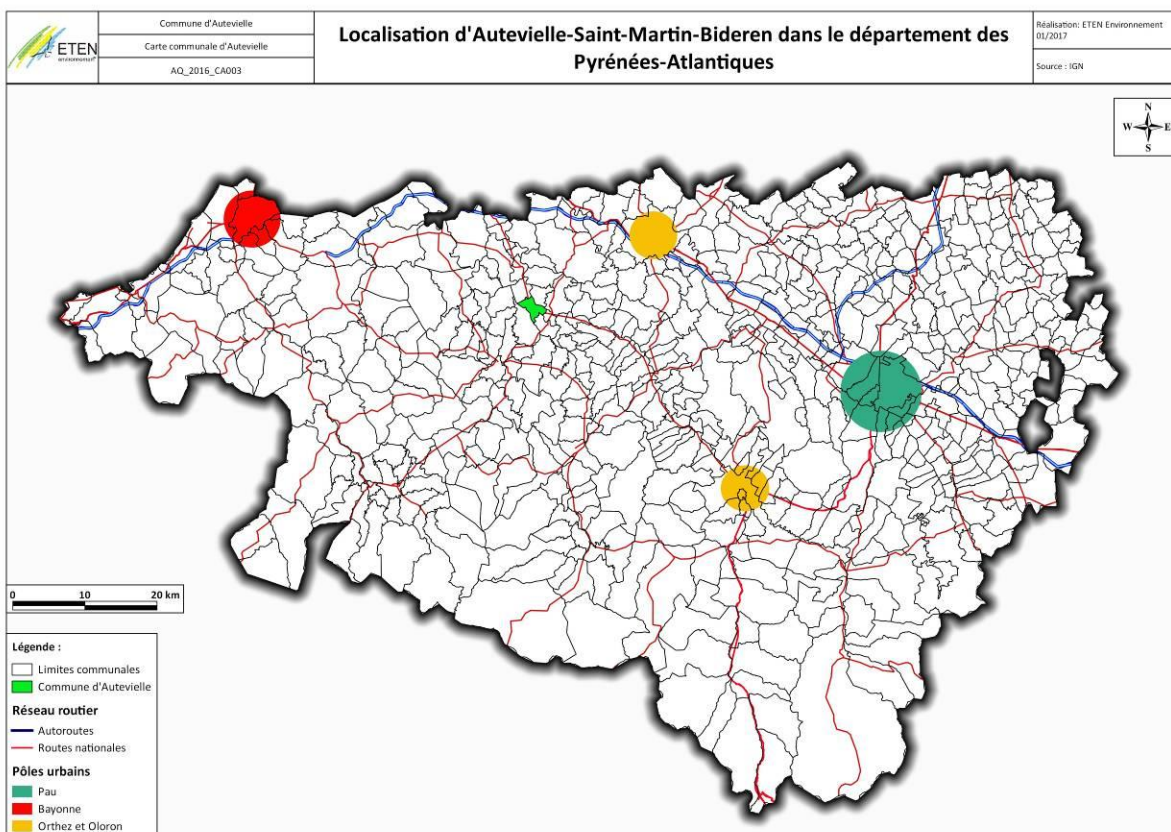 ETEN
environnement
Commune d'Autevielle
Carte communale d'Autevielle
AQ_2016_CA003
Localisation d'Autevielle-Saint-Martin-Bideren dans le département des
Pyrénées-Atlantiques
Réalisation: ETEN Environnement
01/2017
Source : IGN
N
W E
S
0 10 20 km
Légende :
Limites communales
Commune d'Autevielle
Réseau routier
Autoroutes
Routes nationales
Pôles urbains
Pau
Bayonne
Orthez et Oloron